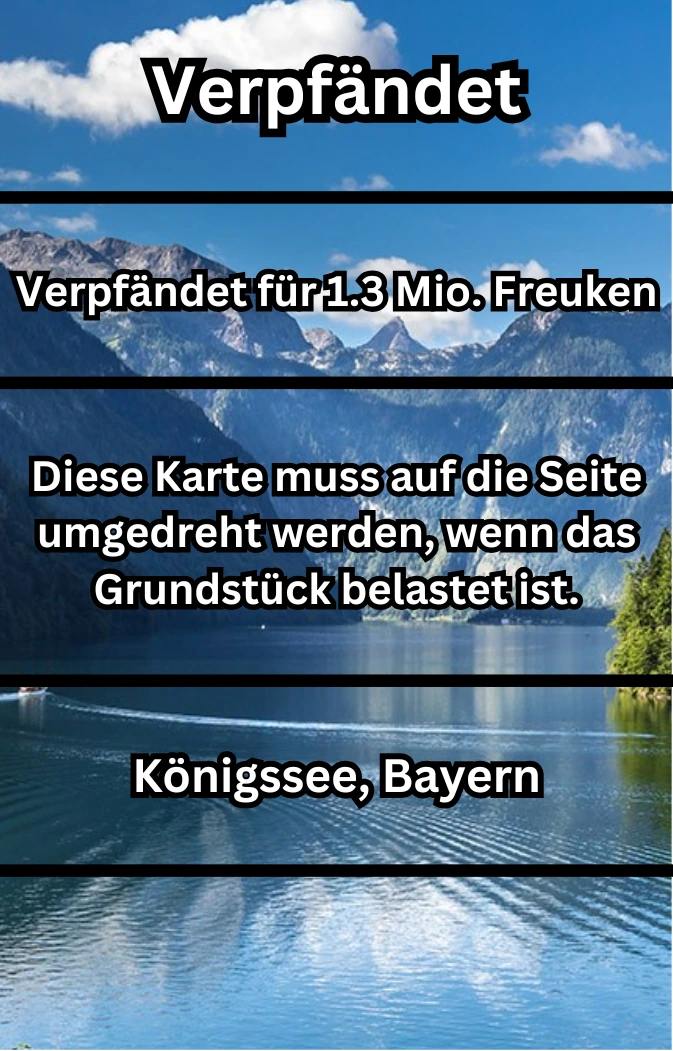 Verpfändet
Verpfändet für 1.3 Mio. Freuken
Diese Karte muss auf die Seite
umgedreht werden, wenn das
Grundstück belastet ist.
Königssee, Bayern